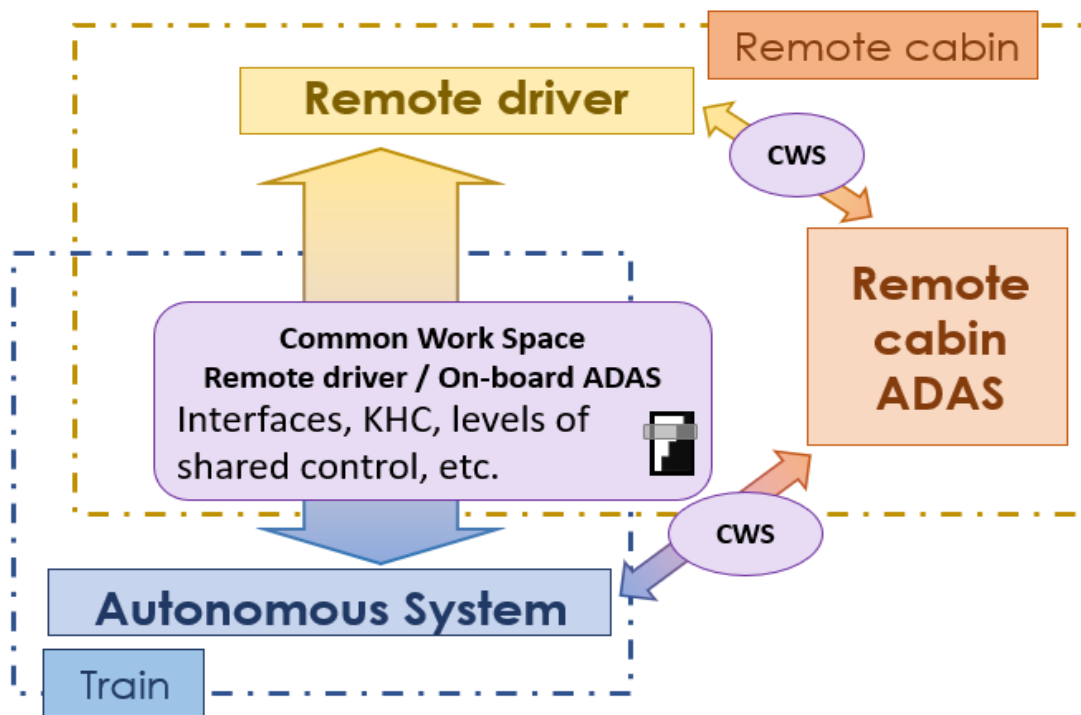 Remote cabin
Remote driver
CWS
Remote
cabin
ADAS
Common Work Space
Remote driver / On-board ADAS
Interfaces, KHC, levels of
shared control, etc.
CWS
Autonomous System
Train